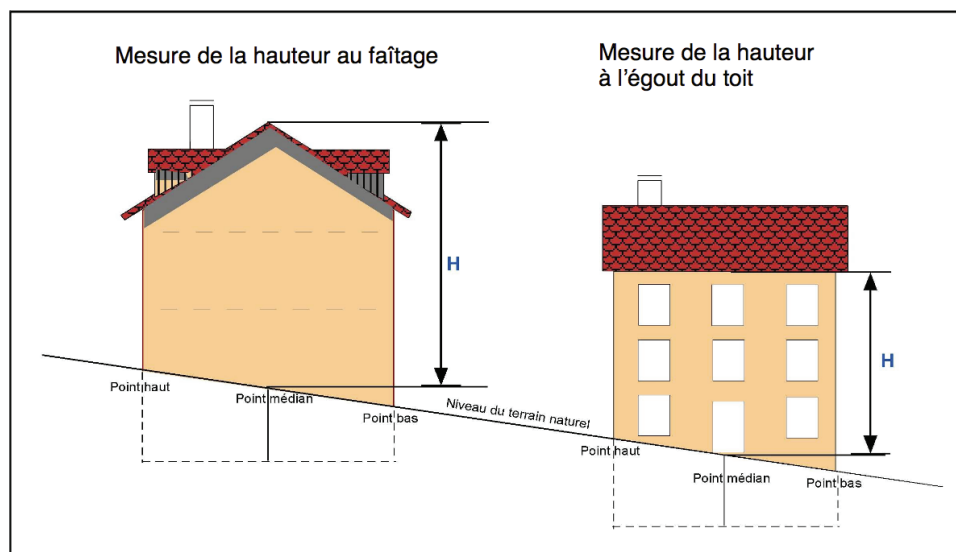 Mesure de la hauteur au faîtage
Mesure de la hauteur
à l'égout du toit
H
H
Point haut
Point médian
Point bas
Niveau du terrain naturel
Point haut
Point médian
Point bas